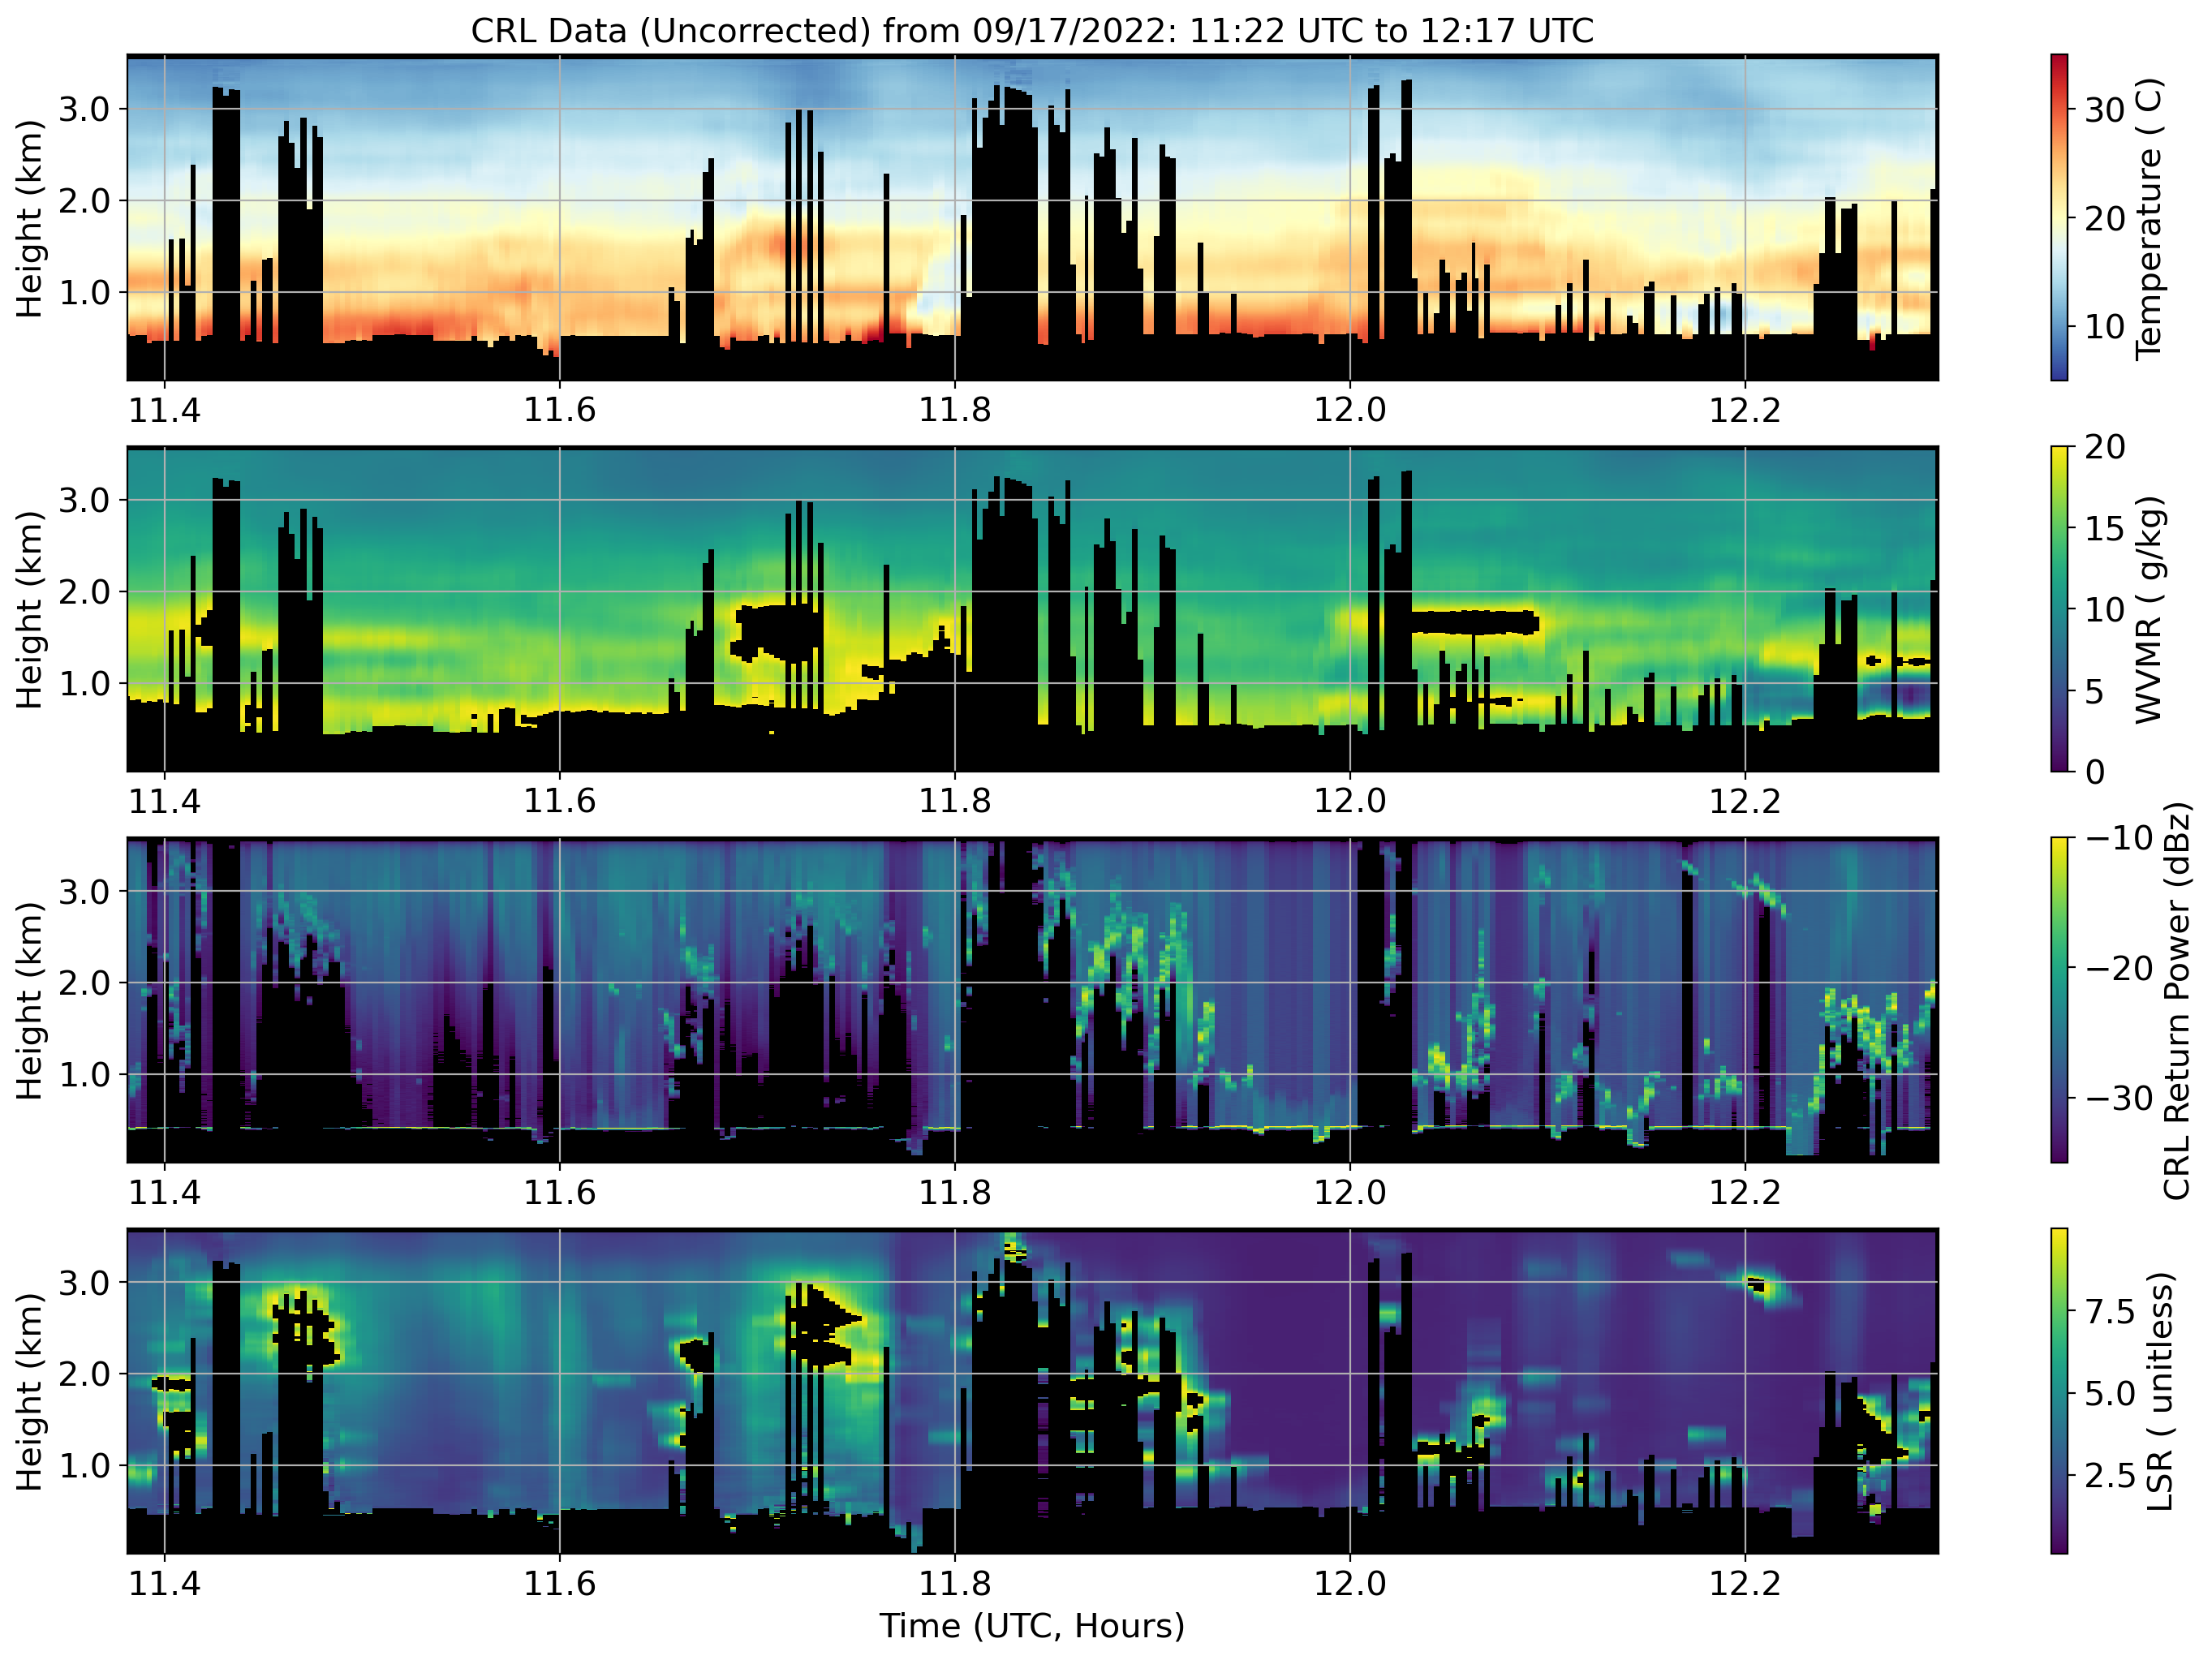 CRL Data (Uncorrected) from 09/17/2022: 11:22 UTC to 12:17 UTC
Height (km)
3.0
2.0
1.0
11.4 11.6 11.8 12.0 12.2
30
20
10
Temperature ( C)
Height (km)
3.0
2.0
1.0
11.4 11.6 11.8 12.0 12.2
20
15
10
5
0
WVMR ( g/kg)
Height (km)
3.0
2.0
1.0
11.4 11.6 11.8 12.0 12.2
−10
−20
−30
CRL Return Power (dBz)
Height (km)
3.0
2.0
1.0
11.4 11.6 11.8 12.0 12.2
7.5
5.0
2.5
LSR ( unitless)
Time (UTC, Hours)